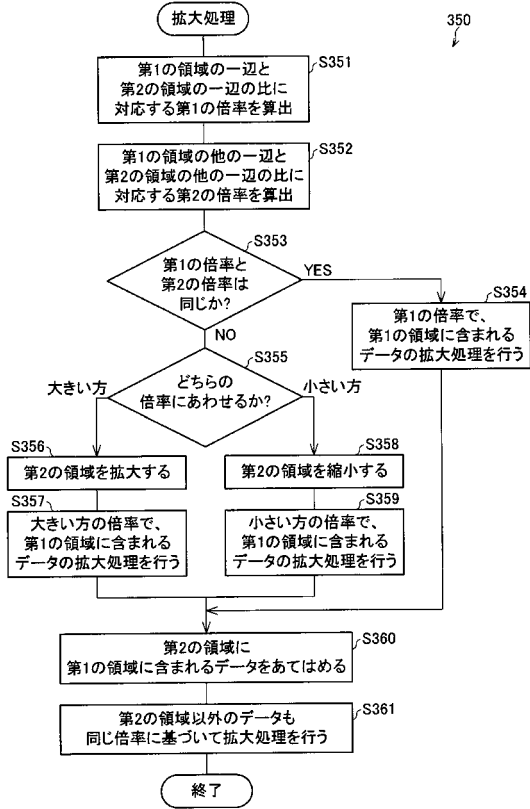 拡大処理
350
S351
第1の領域の一辺と
第2の領域の一辺の比に
対応する第1の倍率を算出
S352
第1の領域の他の一辺と
第2の領域の他の一辺の比に
対応する第2の倍率を算出
S353
第1の倍率と
第2の倍率は
同じか?
YES
NO
S354
第1の倍率で、
第1の領域に含まれる
データの拡大処理を行う
S355
どちらの
倍率にあわせるか?
大きい方
小さい方
S356
第2の領域を拡大する
S358
第2の領域を縮小する
S357
大きい方の倍率で、
第1の領域に含まれる
データの拡大処理を行う
S359
小さい方の倍率で、
第1の領域に含まれる
データの拡大処理を行う
S360
第2の領域に
第1の領域に含まれるデータをあてはめる
S361
第2の領域以外のデータも
同じ倍率に基づいて拡大処理を行う
終了